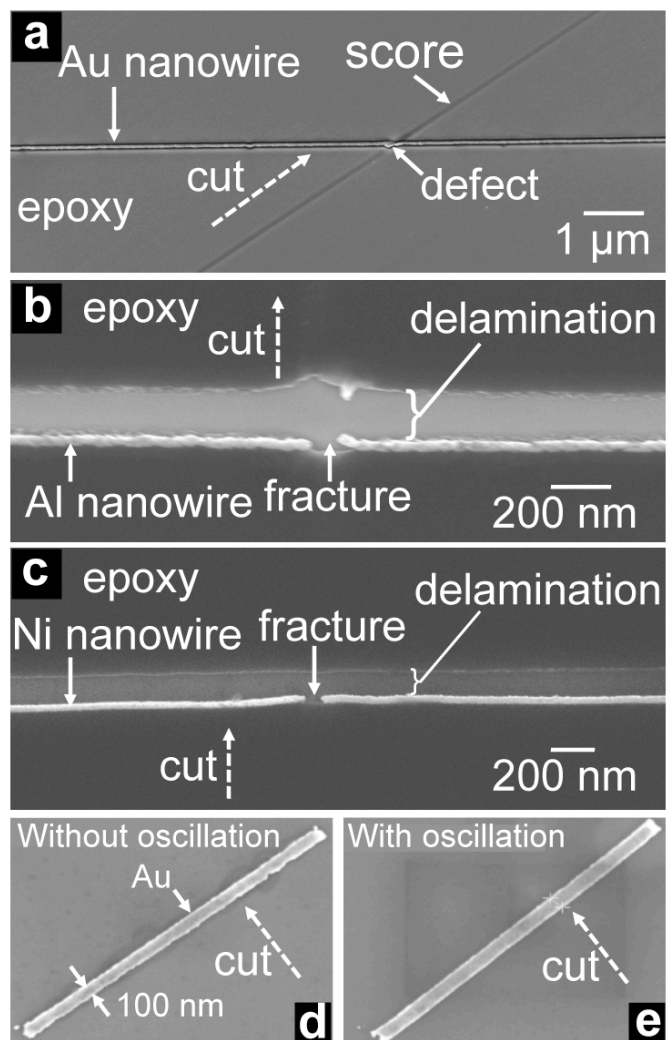 a
Au nanowire
score
cut
defect
epoxy
1 µm
b
epoxy
cut
delamination
}
Al nanowire
fracture
200 nm
c
epoxy
delamination
Ni nanowire
fracture
}
cut
200 nm
Without oscillation
Au
cut
100 nm
d
With oscillation
cut
e